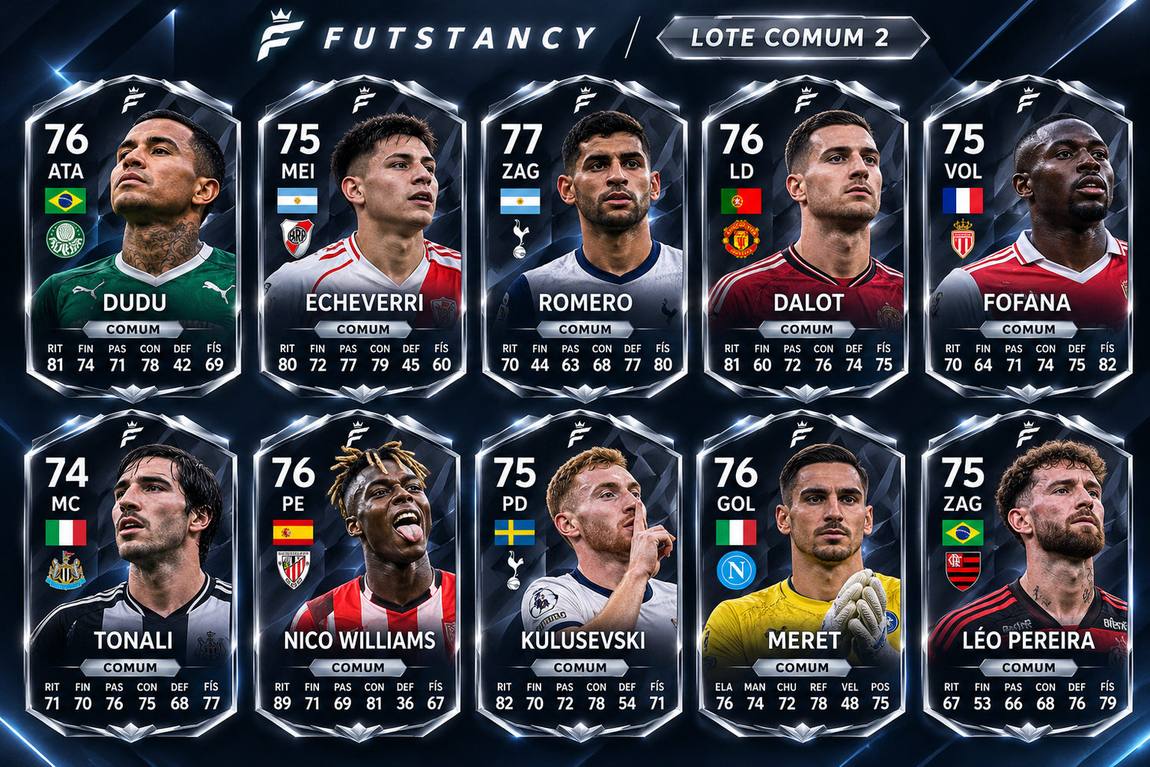 FUTSTANCY / LOTE COMUM 2
76
ATA
DUDU
COMUM
RIT FIN PAS CON DEF FÍS
81 74 71 78 42 69
75
MEI
ECHEVERRI
COMUM
RIT FIN PAS CON DEF FÍS
80 72 77 79 45 60
77
ZAG
ROMERO
COMUM
RIT FIN PAS CON DEF FÍS
70 44 63 68 77 80
76
LD
DALOT
COMUM
RIT FIN PAS CON DEF FÍS
81 60 72 76 74 75
75
VOL
FOFANA
COMUM
RIT FIN PAS CON DEF FÍS
70 64 71 74 75 82
74
MC
TONALI
COMUM
RIT FIN PAS CON DEF FÍS
71 70 76 75 68 77
76
PE
NICO WILLIAMS
COMUM
RIT FIN PAS CON DEF FÍS
89 71 69 81 36 67
75
PD
KULUSEVSKI
COMUM
RIT FIN PAS CON DEF FÍS
82 70 72 78 54 71
76
GOL
N
MERET
COMUM
ELA MAN CHU REF VEL POS
76 74 72 78 48 75
75
ZAG
LÉO PEREIRA
COMUM
RIT FIN PAS CON DEF FÍS
67 53 66 68 76 79